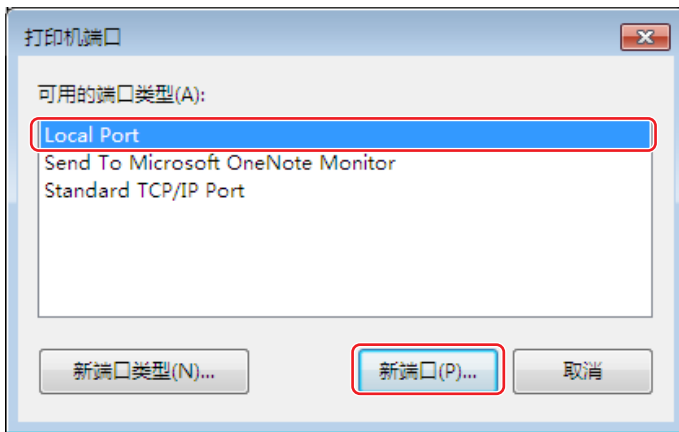 打印机端口
可用的端口类型(A):
Local Port
Send To Microsoft OneNote Monitor
Standard TCP/IP Port
新端口类型(N)... 新端口(P)... 取消